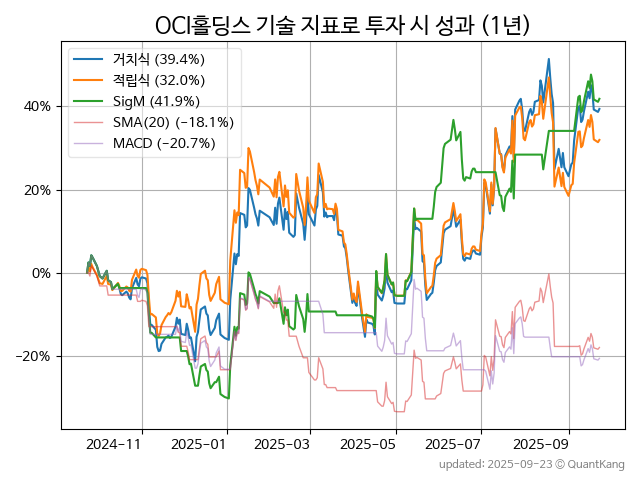 OCI홀딩스 기술 지표로 투자 시 성과 (1년)
거치식 (39.4%)
적립식 (32.0%)
SigM (41.9%)
SMA(20) (-18.1%)
MACD (-20.7%)
40%
20%
0%
-20%
2024-11 2025-01 2025-03 2025-05 2025-07 2025-09
updated: 2025-09-23 © QuantKang